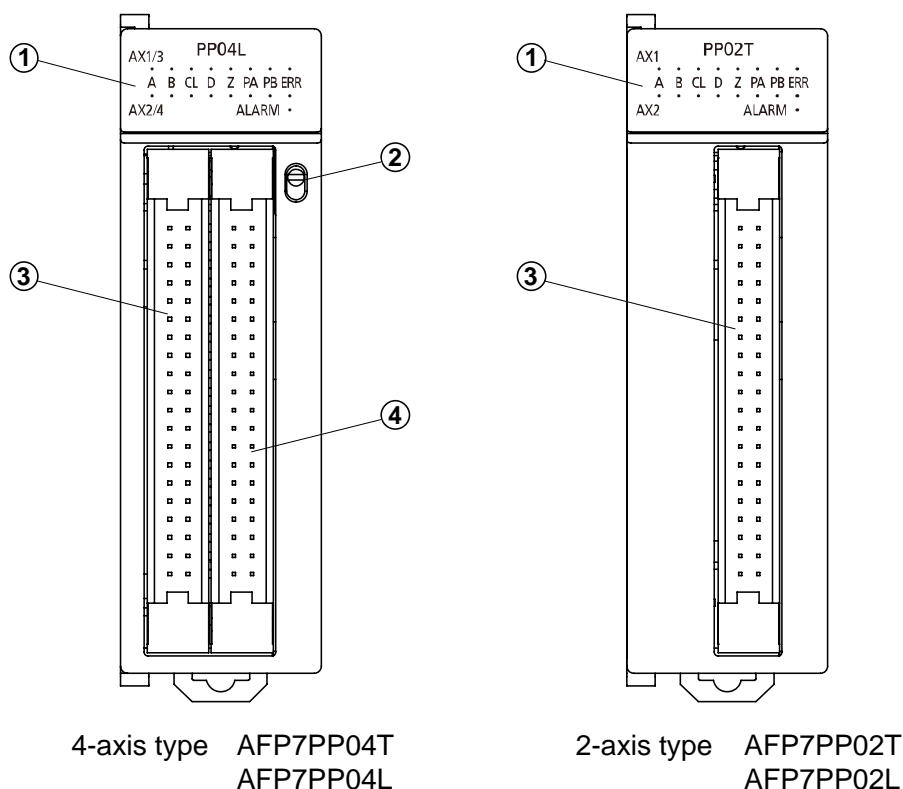 PP04L
AX1/3
A B CL D Z PA PB ERR
AX2/4 ALARM
1
2
3
4
4-axis type AFP7PP04T
AFP7PP04L
PP02T
AX1
A B CL D Z PA PB ERR
AX2 ALARM
1
3
2-axis type AFP7PP02T
AFP7PP02L